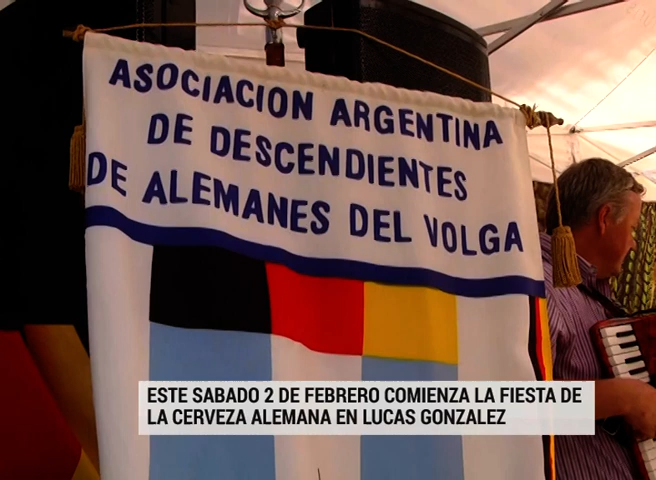 ASOCIACION ARGENTINA
DE DESCENDIENTES
DE ALEMANES DEL VOLGA
ESTE SABADO 2 DE FEBRERO COMIENZA LA FIESTA DE
LA CERVEZA ALEMANA EN LUCAS GONZALEZ